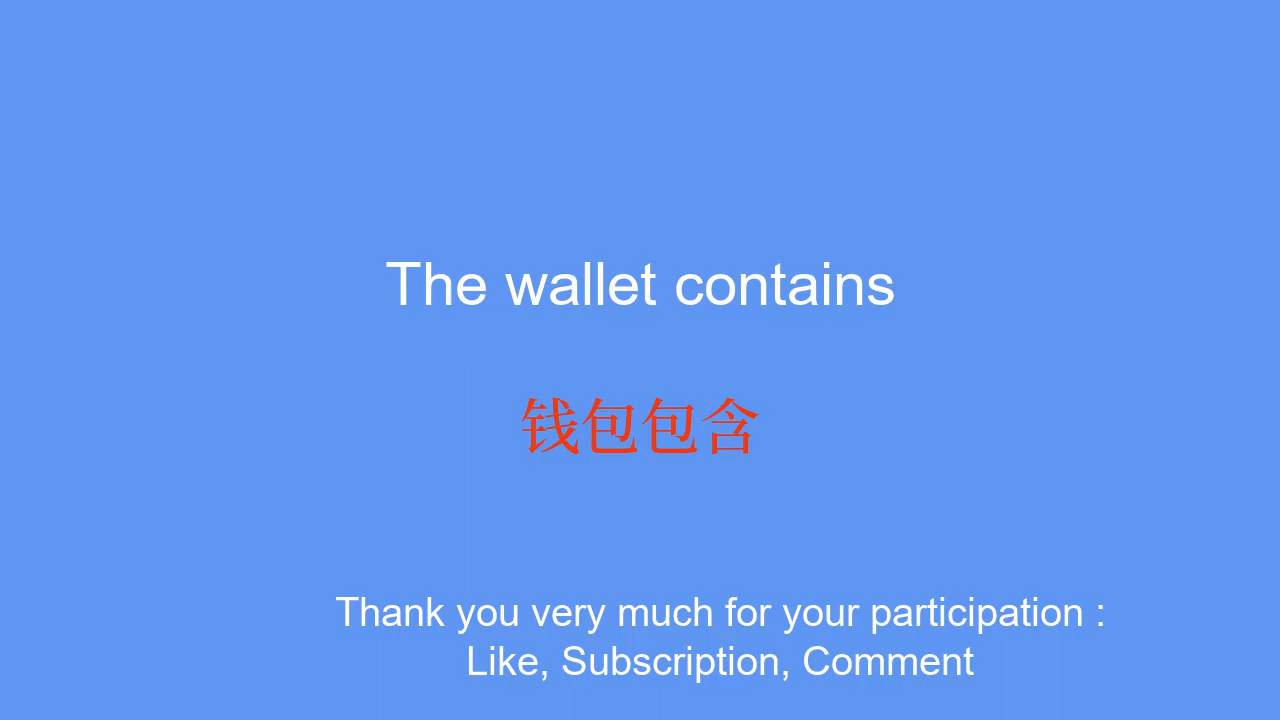 The wallet contains
钱包包含
Thank you very much for your participation :
Like, Subscription, Comment